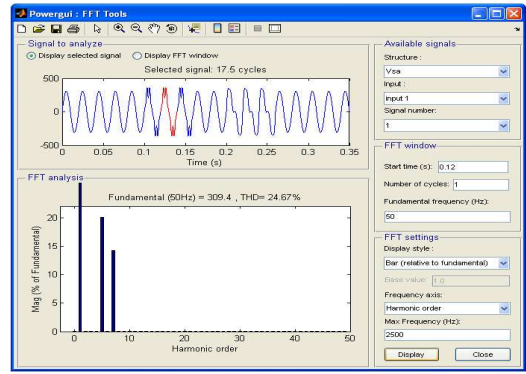 Powergui : FFT Tools
Signal to analyze
Display selected signal Display FFT window
Selected signal: 17.5 cycles
500
0
-500
0 0.05 0.1 0.15 0.2 0.25 0.3 0.35
Time (s)
FFT analysis
Fundamental (50Hz) = 309.4 , THD= 24.67%
20
15
10
5
0
Mag (% of Fundamental)
0 10 20 30 40 50
Harmonic order
Available signals
Structure :
Vsa
Input :
input 1
Signal number:
1
FFT window
Start time (s): 0.12
Number of cycles: 1
Fundamental frequency (Hz):
50
FFT settings
Display style :
Bar (relative to fundamental)
Base value: 1.0
Frequency axis:
Harmonic order
Max Frequency (Hz):
2500
Display Close